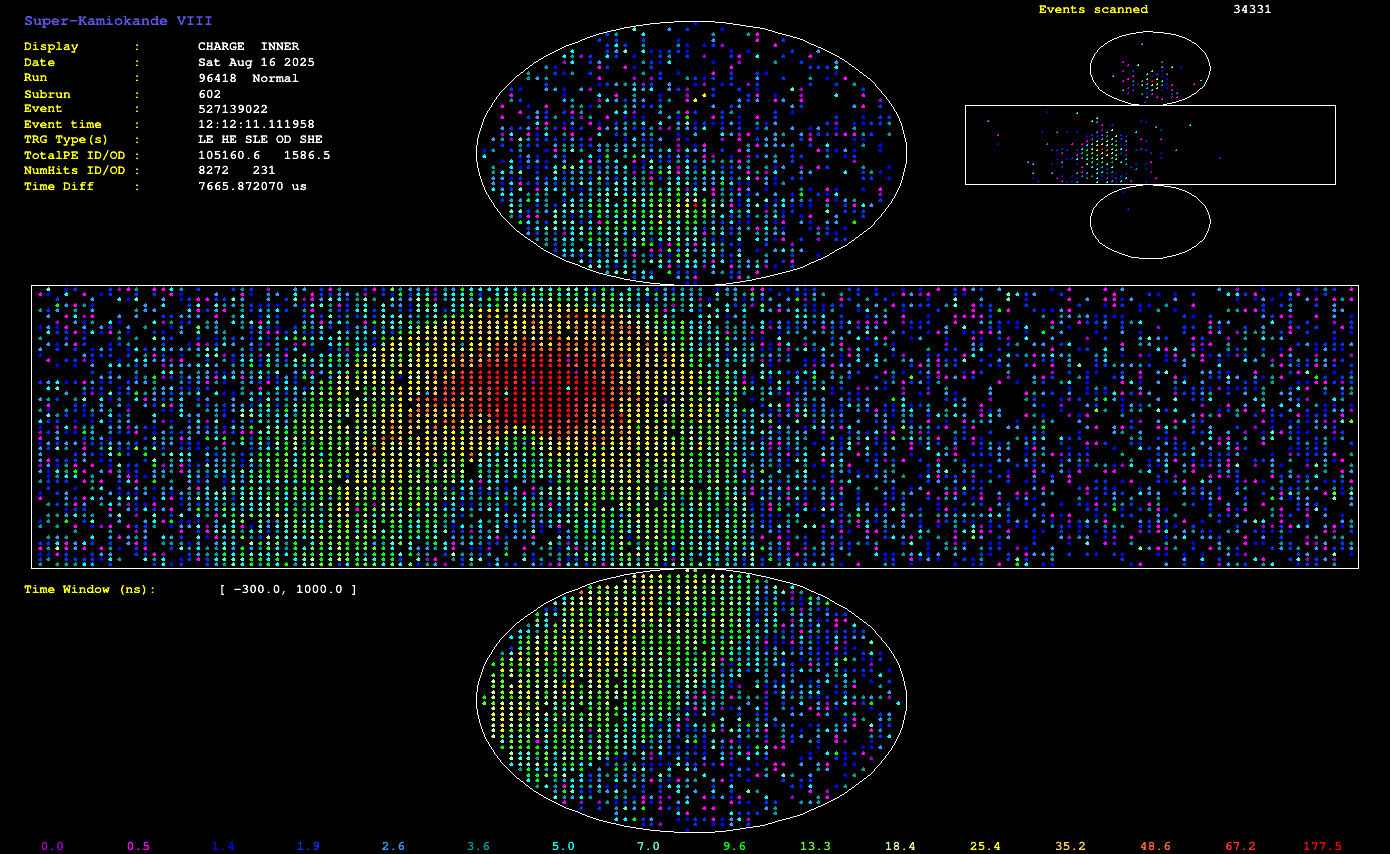 Super-Kamiokande VIII
Events scanned 34331
Display : CHARGE INNER
Date : Sat Aug 16 2025
Run : 96418 Normal
Subrun : 602
Event : 527139022
Event time : 12:12:11.111958
TRG Type(s) : LE HE SLE OD SHE
TotalPE ID/OD : 105160.6 1586.5
NumHits ID/OD : 8272 231
Time Diff : 7665.872070 us
Time Window (ns): [ -300.0, 1000.0 ]
0.0 0.5 1.4 1.9 2.6 3.6 5.0 7.0 9.6 13.3 18.4 25.4 35.2 48.6 67.2 177.5